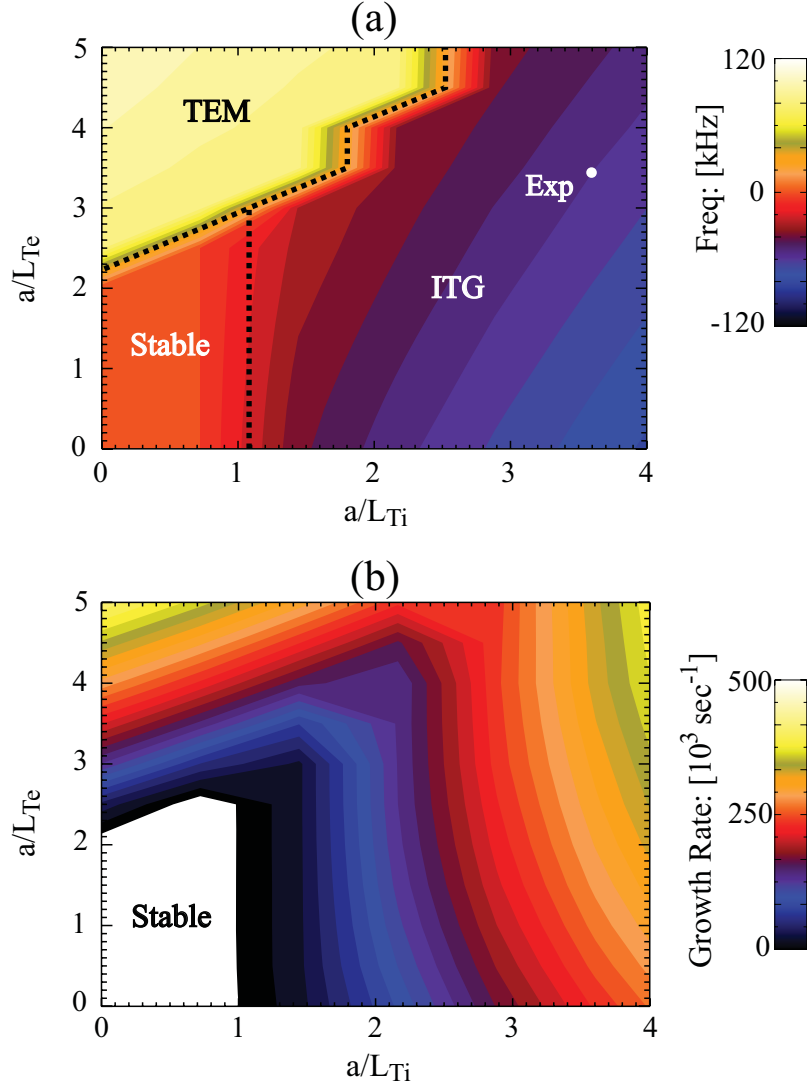 (a)
5
4
3
2
1
0
a/L_Te
TEM
Exp
ITG
Stable
0
1
2
3
4
a/L_Ti
120
0
-120
Freq: [kHz]
(b)
5
4
3
2
1
0
a/L_Te
Stable
0
1
2
3
4
a/L_Ti
500
250
0
Growth Rate: [10³ sec⁻¹]